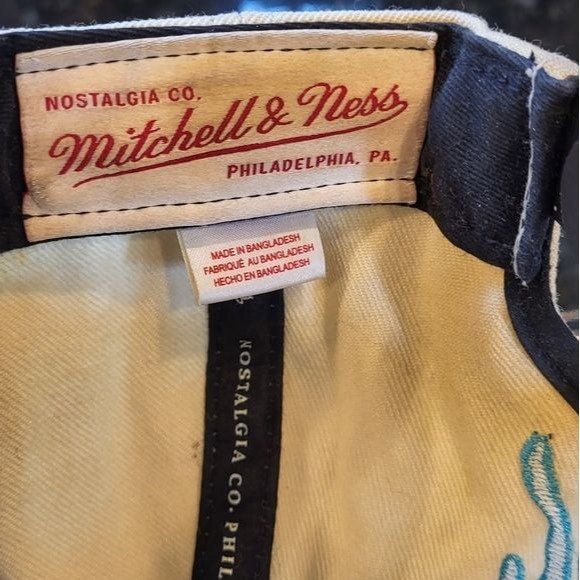 NOSTALGIA CO.
Mitchell & Ness
PHILADELPHIA, PA.
MADE IN BANGLADESH
FABRIQUÉ AU BANGLADESH
HECHO EN BANGLADESH
NOSTALGIA CO. PHIL